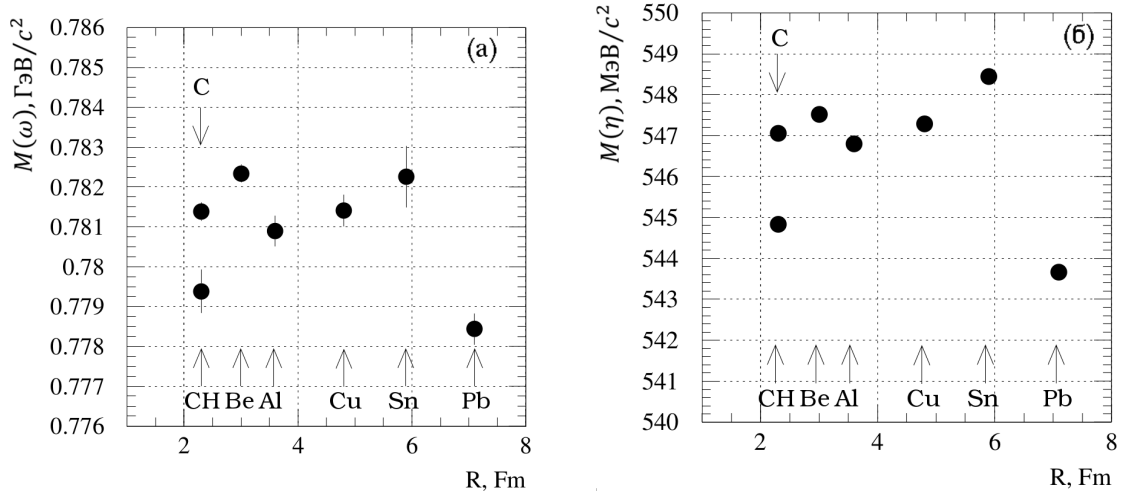 (а)
M(ω), ГэВ/c²
0.786
0.785
0.784
0.783
0.782
0.781
0.78
0.779
0.778
0.777
0.776
C
CH Be Al Cu Sn Pb
2 4 6 8
R, Fm
(б)
M(η), МэВ/c²
550
549
548
547
546
545
544
543
542
541
540
C
CH Be Al Cu Sn Pb
2 4 6 8
R, Fm